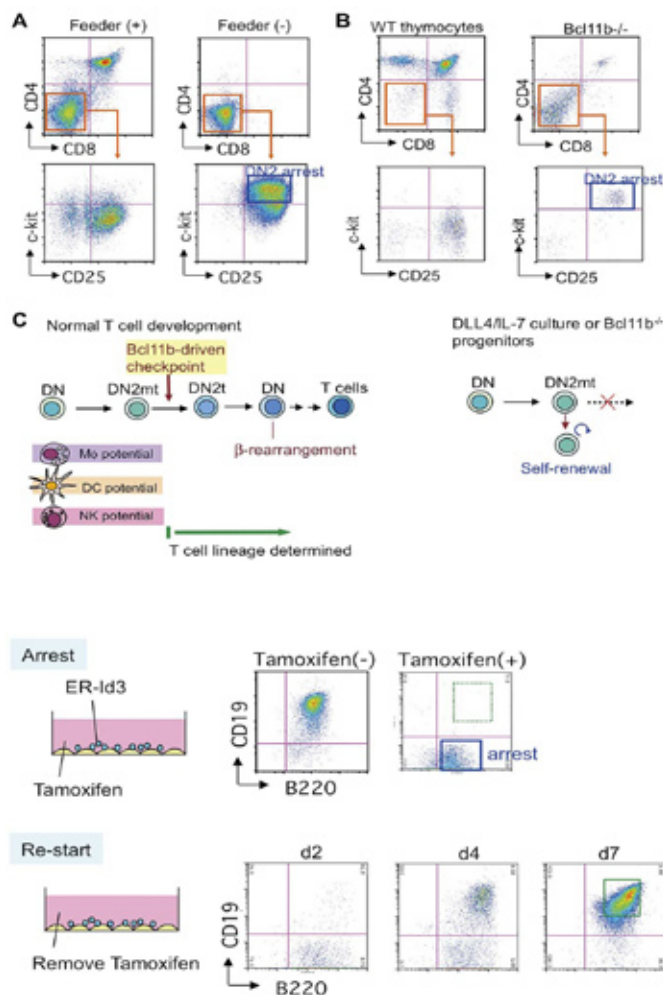 A
Feeder (+)
Feeder (-)
CD4
CD8
DN2 arrest
c-kit
c-kit
CD25
CD25
B
WT thymocytes
Bcl11b-/-
CD4
CD4
CD8
CD8
DN2 arrest
c-kit
c-kit
CD25
CD25
C
Normal T cell development
Bcl11b-driven
checkpoint
DN
DN2mt
DN2t
DN
T cells
β-rearrangement
Mo potential
DC potential
NK potential
T cell lineage determined
DLL4/IL-7 culture or Bcl11b-/-
progenitors
DN
DN2mt
Self-renewal
Arrest
ER-Id3
Tamoxifen
Tamoxifen(-)
Tamoxifen(+)
CD19
B220
arrest
Re-start
Remove Tamoxifen
d2
d4
d7
CD19
B220